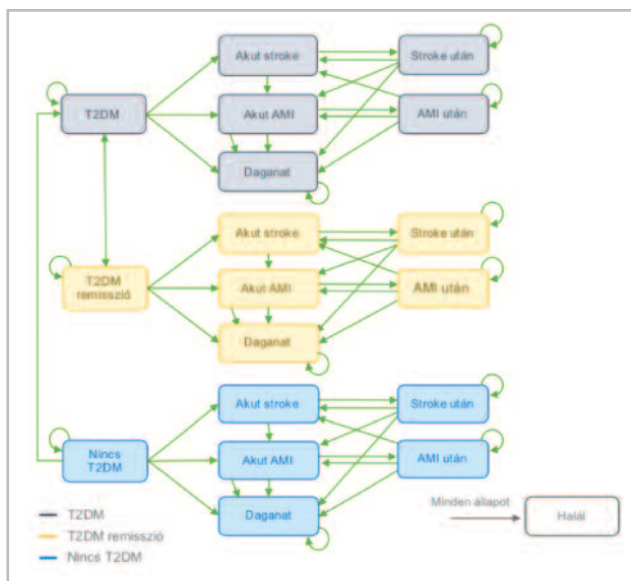 Akut stroke
Stroke után
T2DM
Akut AMI
AMI után
Daganat
Akut stroke
Stroke után
T2DM
remisszió
Akut AMI
AMI után
Daganat
Akut stroke
Stroke után
Nincs
T2DM
Akut AMI
AMI után
Daganat
T2DM
T2DM remisszió
Nincs T2DM
Minden állapot
Halál